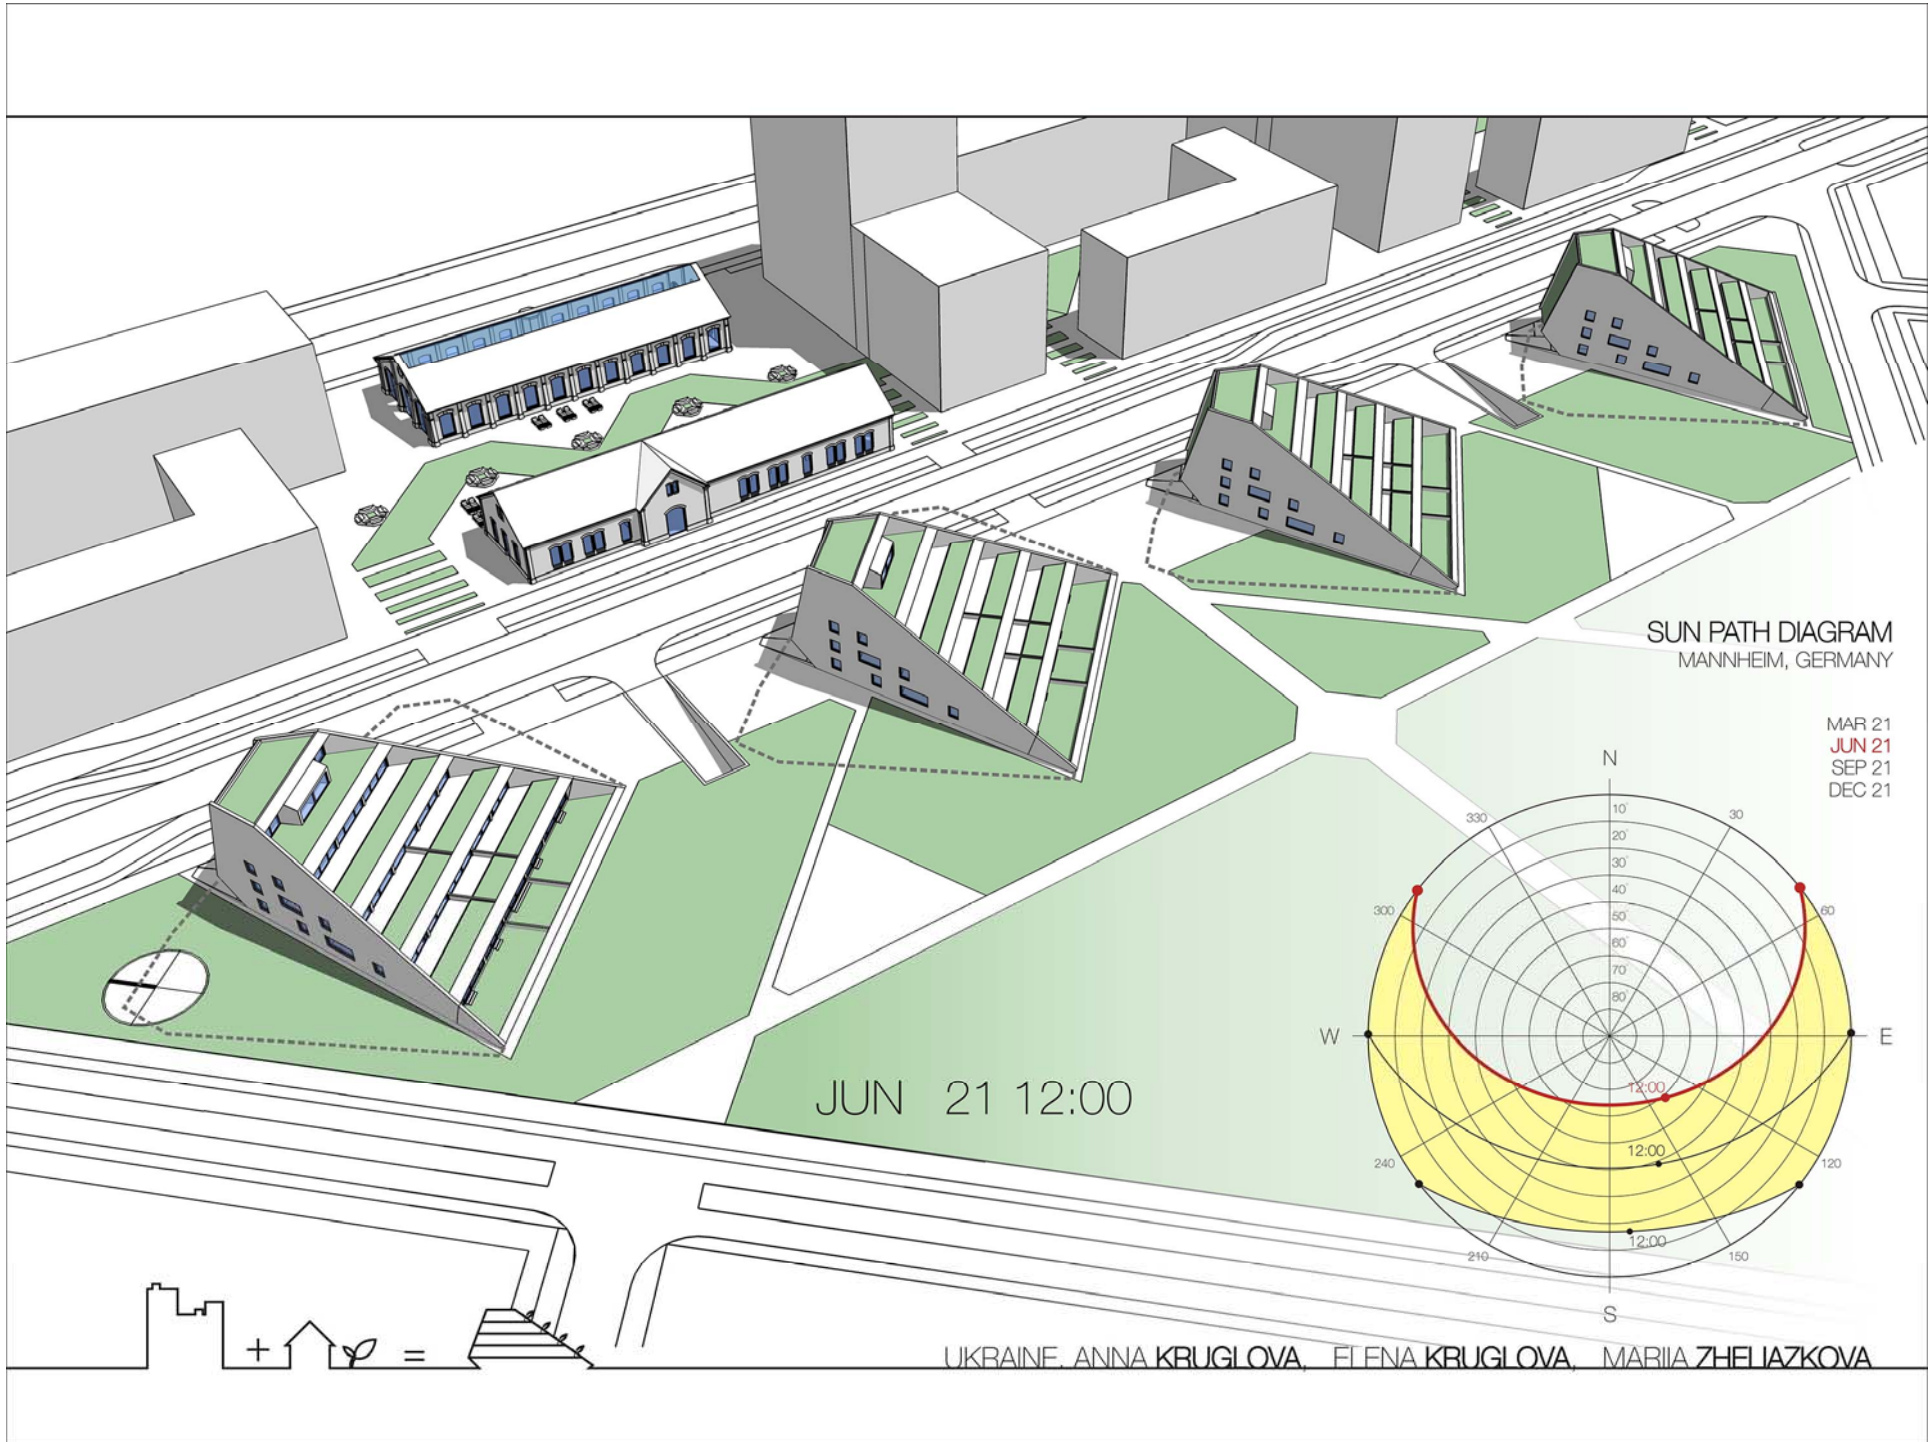 SUN PATH DIAGRAM
MANNHEIM, GERMANY
MAR 21
JUN 21
SEP 21
DEC 21
N
10°
20°
30°
40°
50°
60°
70°
80°
330
30
300
60
W
E
12:00
12:00
12:00
240
120
210
150
S
JUN 21 12:00
+ =
UKRAINE, ANNA KRUGLOVA, ELENA KRUGLOVA, MARIIA ZHELIAZKOVA